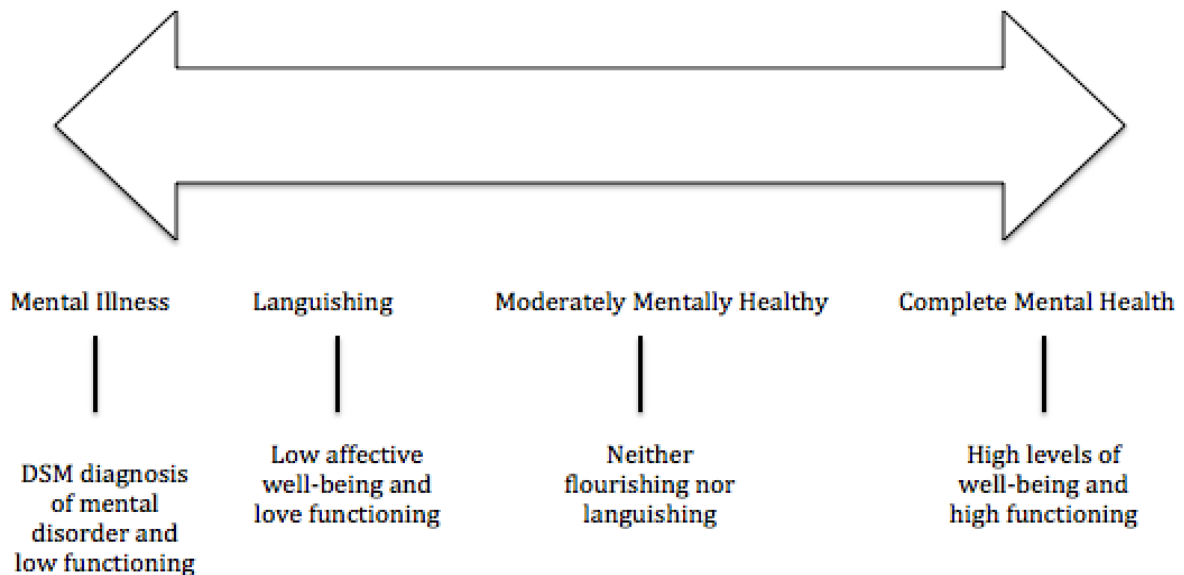 Mental Illness
Languishing
Moderately Mentally Healthy
Complete Mental Health
DSM diagnosis
of mental
disorder and
low functioning
Low affective
well-being and
love functioning
Neither
flourishing nor
languishing
High levels of
well-being and
high functioning